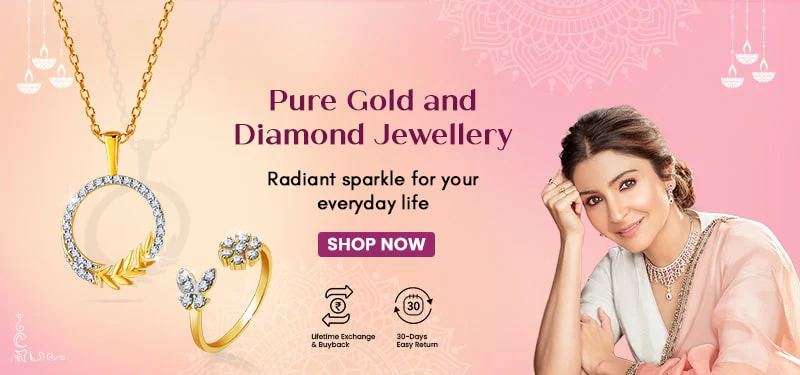 Pure Gold and
Diamond Jewellery
Radiant sparkle for your
everyday life
SHOP NOW
₹
30
Lifetime Exchange
& Buyback
30-Days
Easy Return